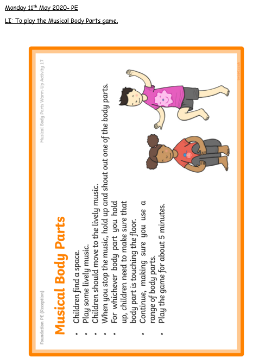 Monday 11th May 2020- PE
LI: To play the Musical Body Parts game.
Musical Body Parts
• Children find a space.
• Play some lively music.
• Children should move to the lively music.
• When you stop the music, hold up and shout out one of the body parts.
• For whichever body part you hold
up, children need to make sure that
body part is touching the floor.
• Continue, making sure you use a
range of body parts.
• Play the game for about 5 minutes.